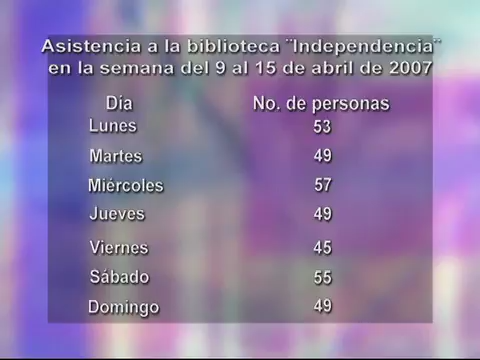 Asistencia a la biblioteca ¨Independencia¨
en la semana del 9 al 15 de abril de 2007
Día No. de personas
Lunes 53
Martes 49
Miércoles 57
Jueves 49
Viernes 45
Sábado 55
Domingo 49